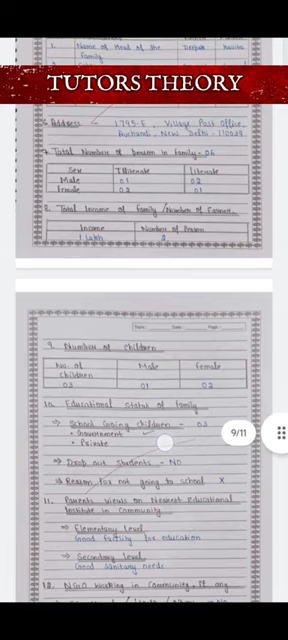 1. Name of Head of the
Family
TUTORS THEORY
Address 1795-E, Village Post Office,
New Delhi - 110039
7. Total Number of Person in Family - 06
Sex Illiterate Literate
Male 01 02
Female 02 01
8. Total Income of Family / Number of Earner
Income Number of Person
1 Lakh 2
Date: Page:
9. Number of Children
No. of Children Male Female
03 01 02
10. Educational Status of Family
⇒ School Going Children - 03
• Government ✓
• Private
9/11
⇒ Drop out Students - NO
⇒ Reason for not going to school X
11. Parents views on Nearest Educational
Institute in Community
⇒ Elementary Level
Good Facility for education
⇒ Secondary Level
Good sanitary needs
12. NGO Working in Community, If any